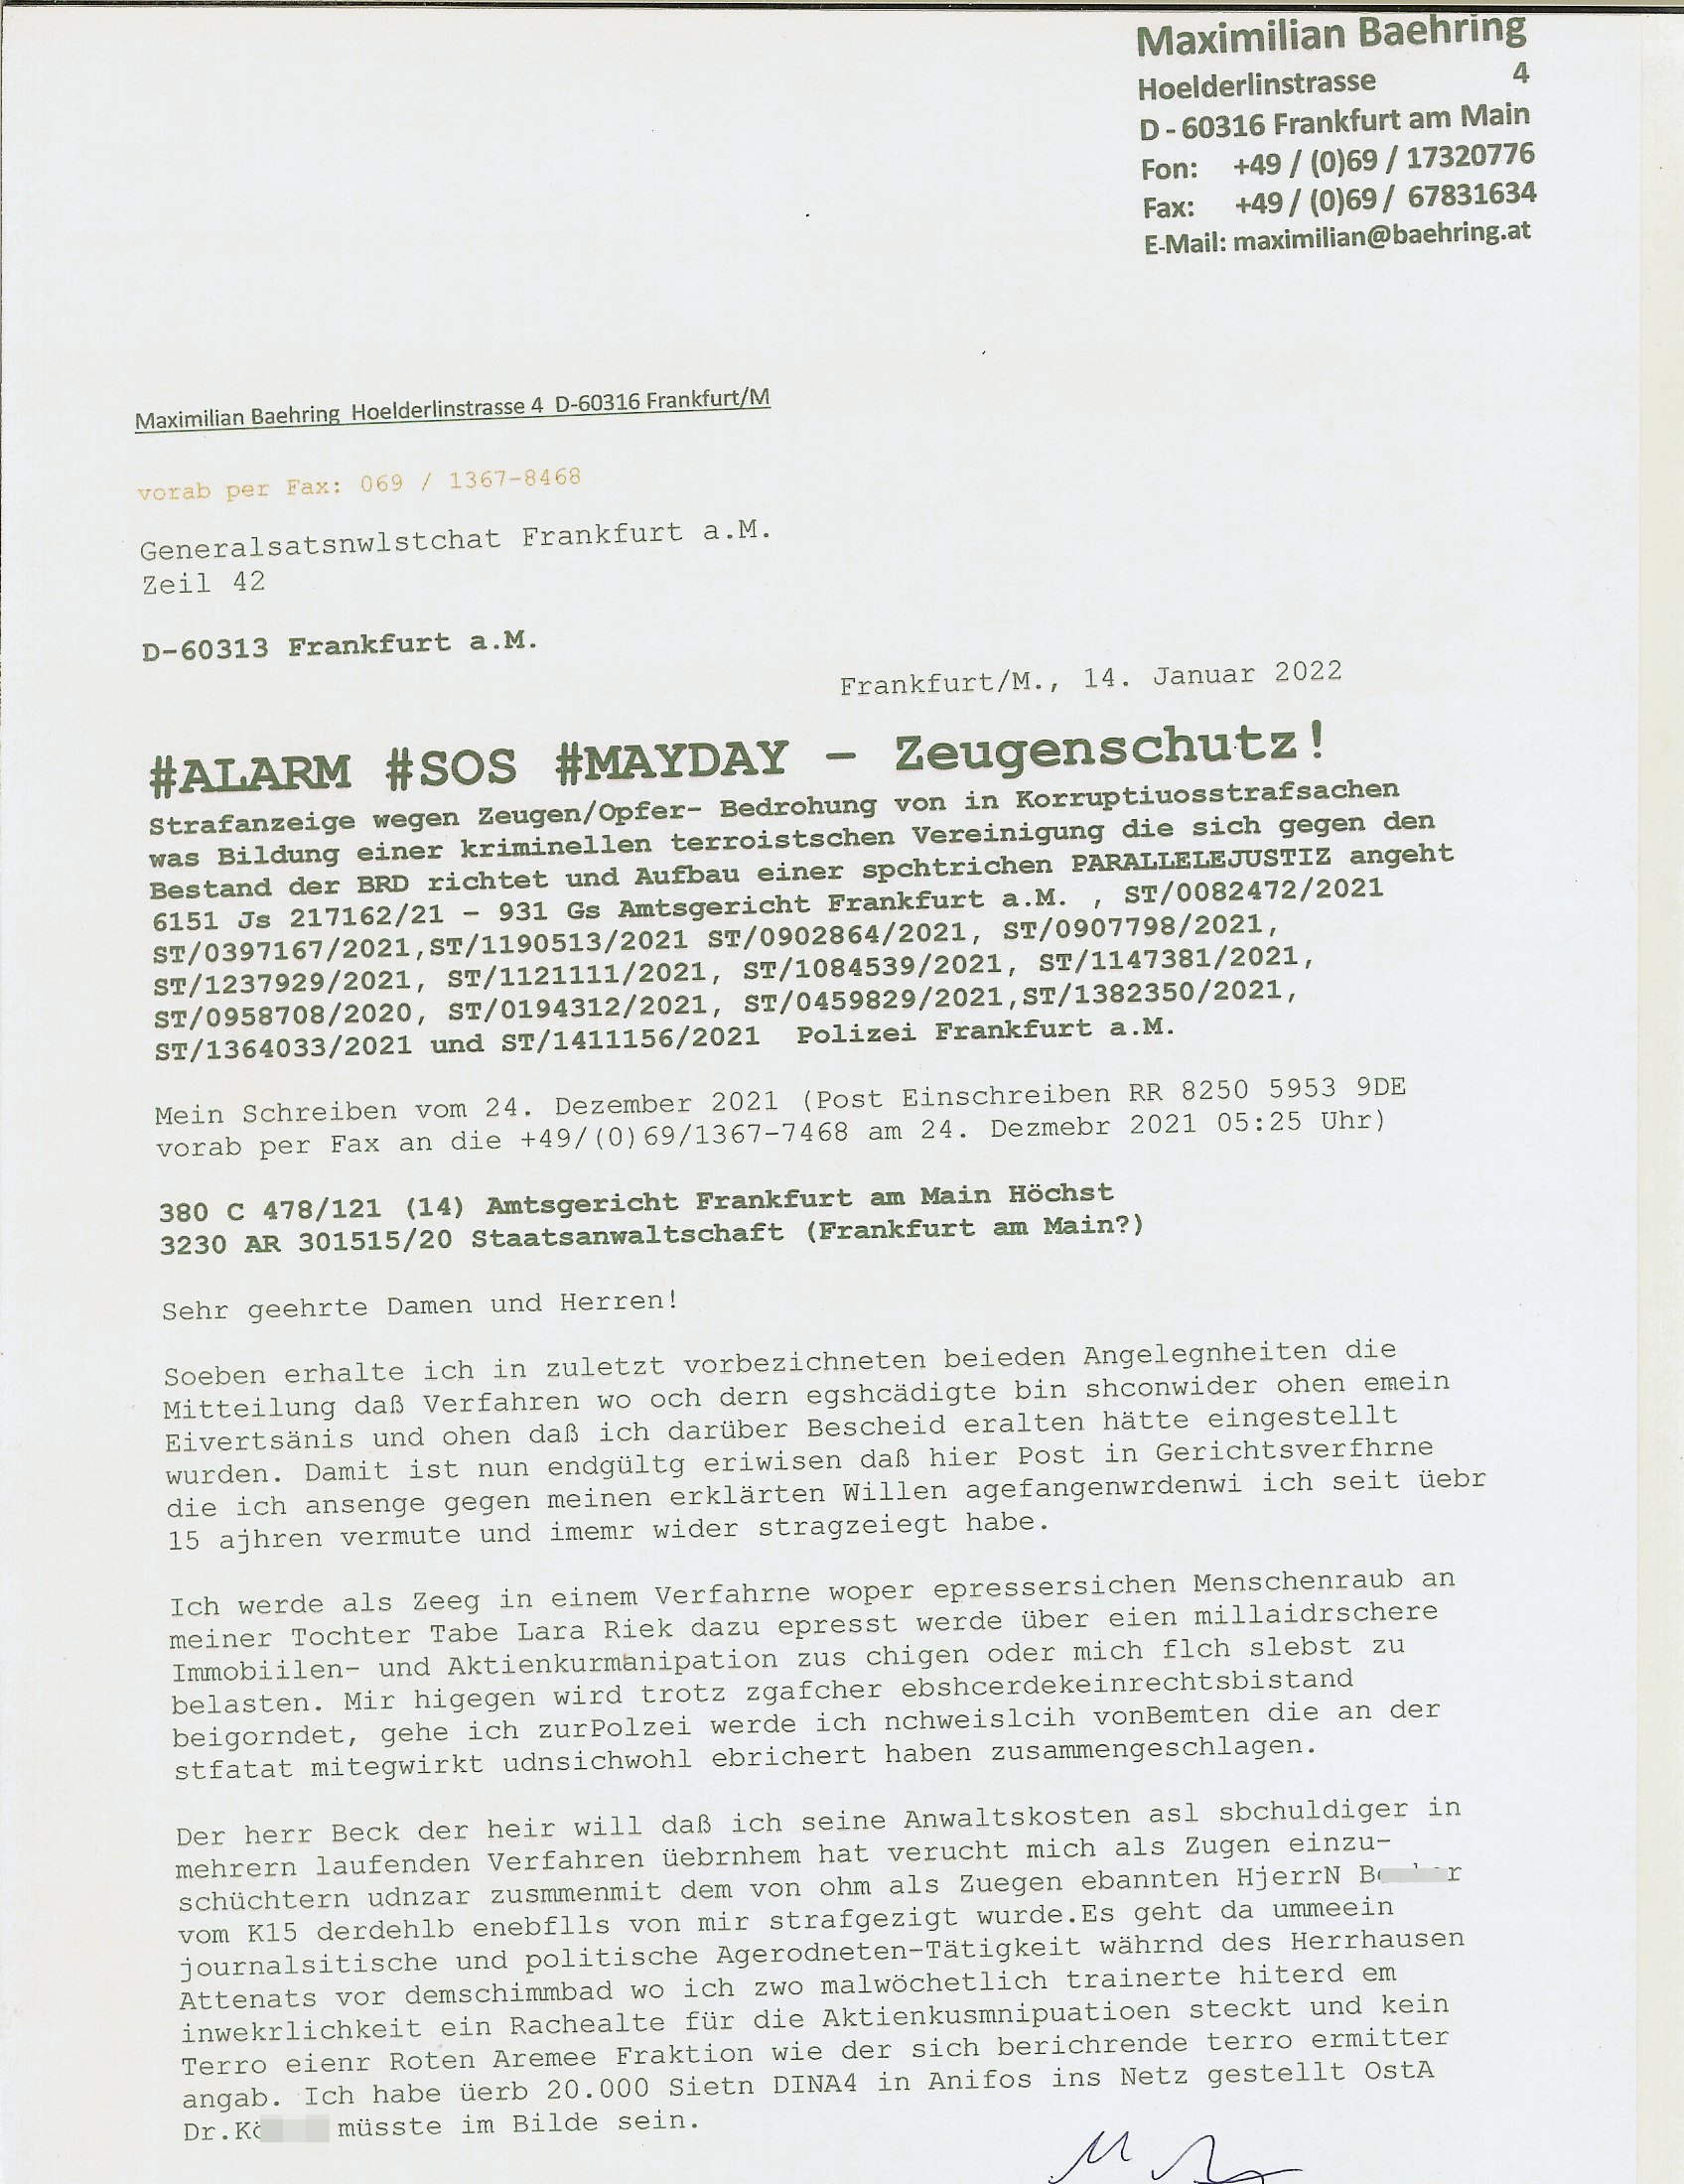 Maximilian Baehring
Hoelderlinstrasse 4
D - 60316 Frankfurt am Main
Fon: +49 / (0)69 / 17320776
Fax: +49 / (0)69 / 67831634
E-Mail: maximilian@baehring.at
Maximilian Baehring Hoelderlinstrasse 4 D-60316 Frankfurt/M
vorab per Fax: 069 / 1367-8468
Generalsatsnwlstchat Frankfurt a.M.
Zeil 42
D-60313 Frankfurt a.M.
Frankfurt/M., 14. Januar 2022
#ALARM #SOS #MAYDAY – Zeugenschutz!
Strafanzeige wegen Zeugen/Opfer- Bedrohung von in Korruptiuosstrafsachen
was Bildung einer kriminellen terroistschen Vereinigung die sich gegen den
Bestand der BRD richtet und Aufbau einer spchtrichen PARALLELEJUSTIZ angeht
6151 Js 217162/21 – 931 Gs Amtsgericht Frankfurt a.M. , ST/0082472/2021
ST/0397167/2021,ST/1190513/2021 ST/0902864/2021, ST/0907798/2021,
ST/1237929/2021, ST/1121111/2021, ST/1084539/2021, ST/1147381/2021,
ST/0958708/2020, ST/0194312/2021, ST/0459829/2021,ST/1382350/2021,
ST/1364033/2021 und ST/1411156/2021 Polizei Frankfurt a.M.
Mein Schreiben vom 24. Dezember 2021 (Post Einschreiben RR 8250 5953 9DE
vorab per Fax an die +49/(0)69/1367-7468 am 24. Dezmebr 2021 05:25 Uhr)
380 C 478/121 (14) Amtsgericht Frankfurt am Main Höchst
3230 AR 301515/20 Staatsanwaltschaft (Frankfurt am Main?)
Sehr geehrte Damen und Herren!
Soeben erhalte ich in zuletzt vorbezichneten beieden Angelegnheiten die
Mitteilung daß Verfahren wo och dern egshcädigte bin shconwider ohen emein
Eivertsänis und ohen daß ich darüber Bescheid eralten hätte eingestellt
wurden. Damit ist nun endgültg eriwisen daß hier Post in Gerichtsverfhrne
die ich ansenge gegen meinen erklärten Willen agefangenwrdenwi ich seit üebr
15 ajhren vermute und imemr wider stragzeiegt habe.
Ich werde als Zeeg in einem Verfahrne woper epressersichen Menschenraub an
meiner Tochter Tabe Lara Riek dazu epresst werde über eien millaidrschere
Immobiilen- und Aktienkurmanipation zus chigen oder mich flch slebst zu
belasten. Mir higegen wird trotz zgafcher ebshcerdekeinrechtsbistand
beigorndet, gehe ich zurPolzei werde ich nchweislcih vonBemten die an der
stfatat mitegwirkt udnsichwohl ebrichert haben zusammengeschlagen.
Der herr Beck der heir will daß ich seine Anwaltskosten asl sbchuldiger in
mehrern laufenden Verfahren üebrnhem hat verucht mich als Zugen einzu-
schüchtern udnzar zusmmenmit dem von ohm als Zuegen ebannten HjerrN
vom K15 derdehlb enebflls von mir strafgezigt wurde.Es geht da ummeein
journalsitische und politische Agerodneten-Tätigkeit währnd des Herrhausen
Attenats vor demschimmbad wo ich zwo malwöchetlich trainerte hiterd em
inwekrlichkeit ein Rachealte für die Aktienkusmnipuatioen steckt und kein
Terro eienr Roten Aremee Fraktion wie der sich berichrende terro ermitter
angab. Ich habe üerb 20.000 Sietn DINA4 in Anifos ins Netz gestellt OstA
Dr. müsste im Bilde sein.